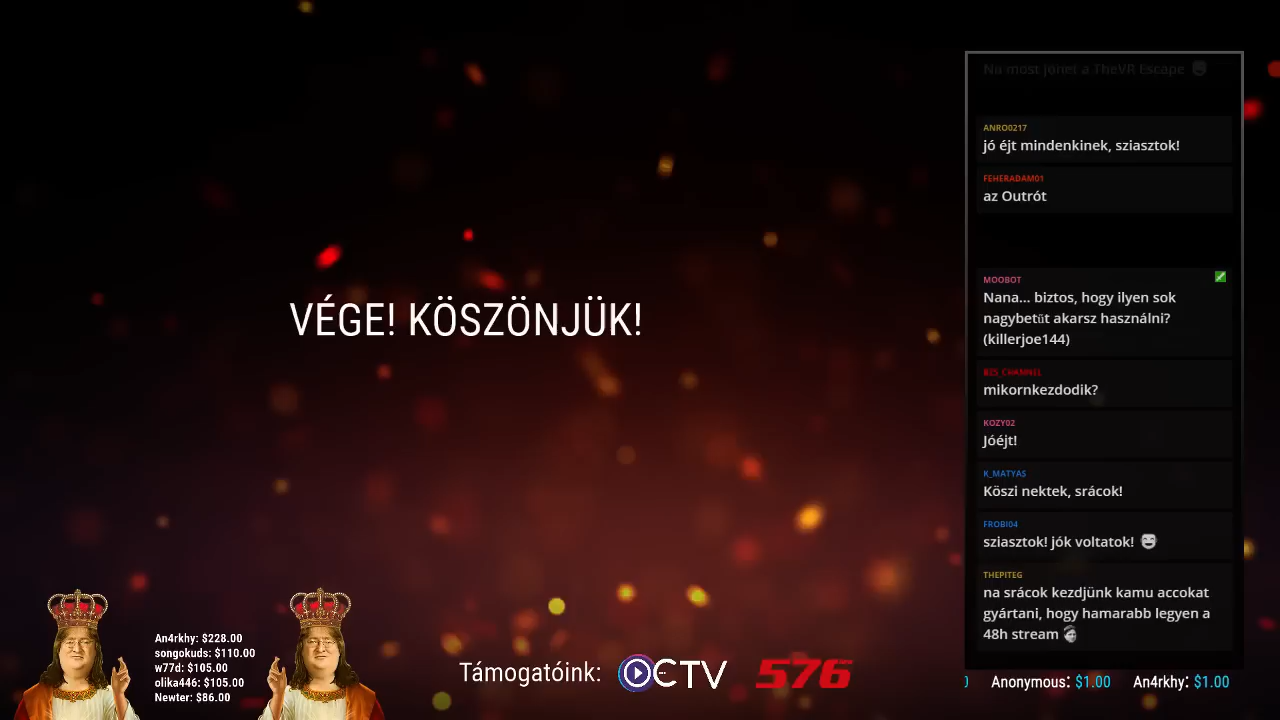 Na most jönet a TheVR Escape
ANRO0217
jó éjt mindenkinek, sziasztok!
FEHERADAM01
az Outrót
MOOBOT
Nana... biztos, hogy ilyen sok
nagybetűt akarsz használni?
(killerjoe144)
BES_CHANNEL
mikornkezdodik?
KOZY02
Jóéjt!
K_MATYAS
Köszi nektek, srácok!
FROBI04
sziasztok! jók voltatok!
THEPITEG
na srácok kezdjünk kamu accokat
gyártani, hogy hamarabb legyen a
48h stream
VÉGE! KÖSZÖNJÜK!
An4rkhy: $228.00
songokuds: $110.00
w77d: $105.00
olika446: $105.00
Newter: $86.00
Támogatóink: CTV 576
Anonymous: $1.00 An4rkhy: $1.00